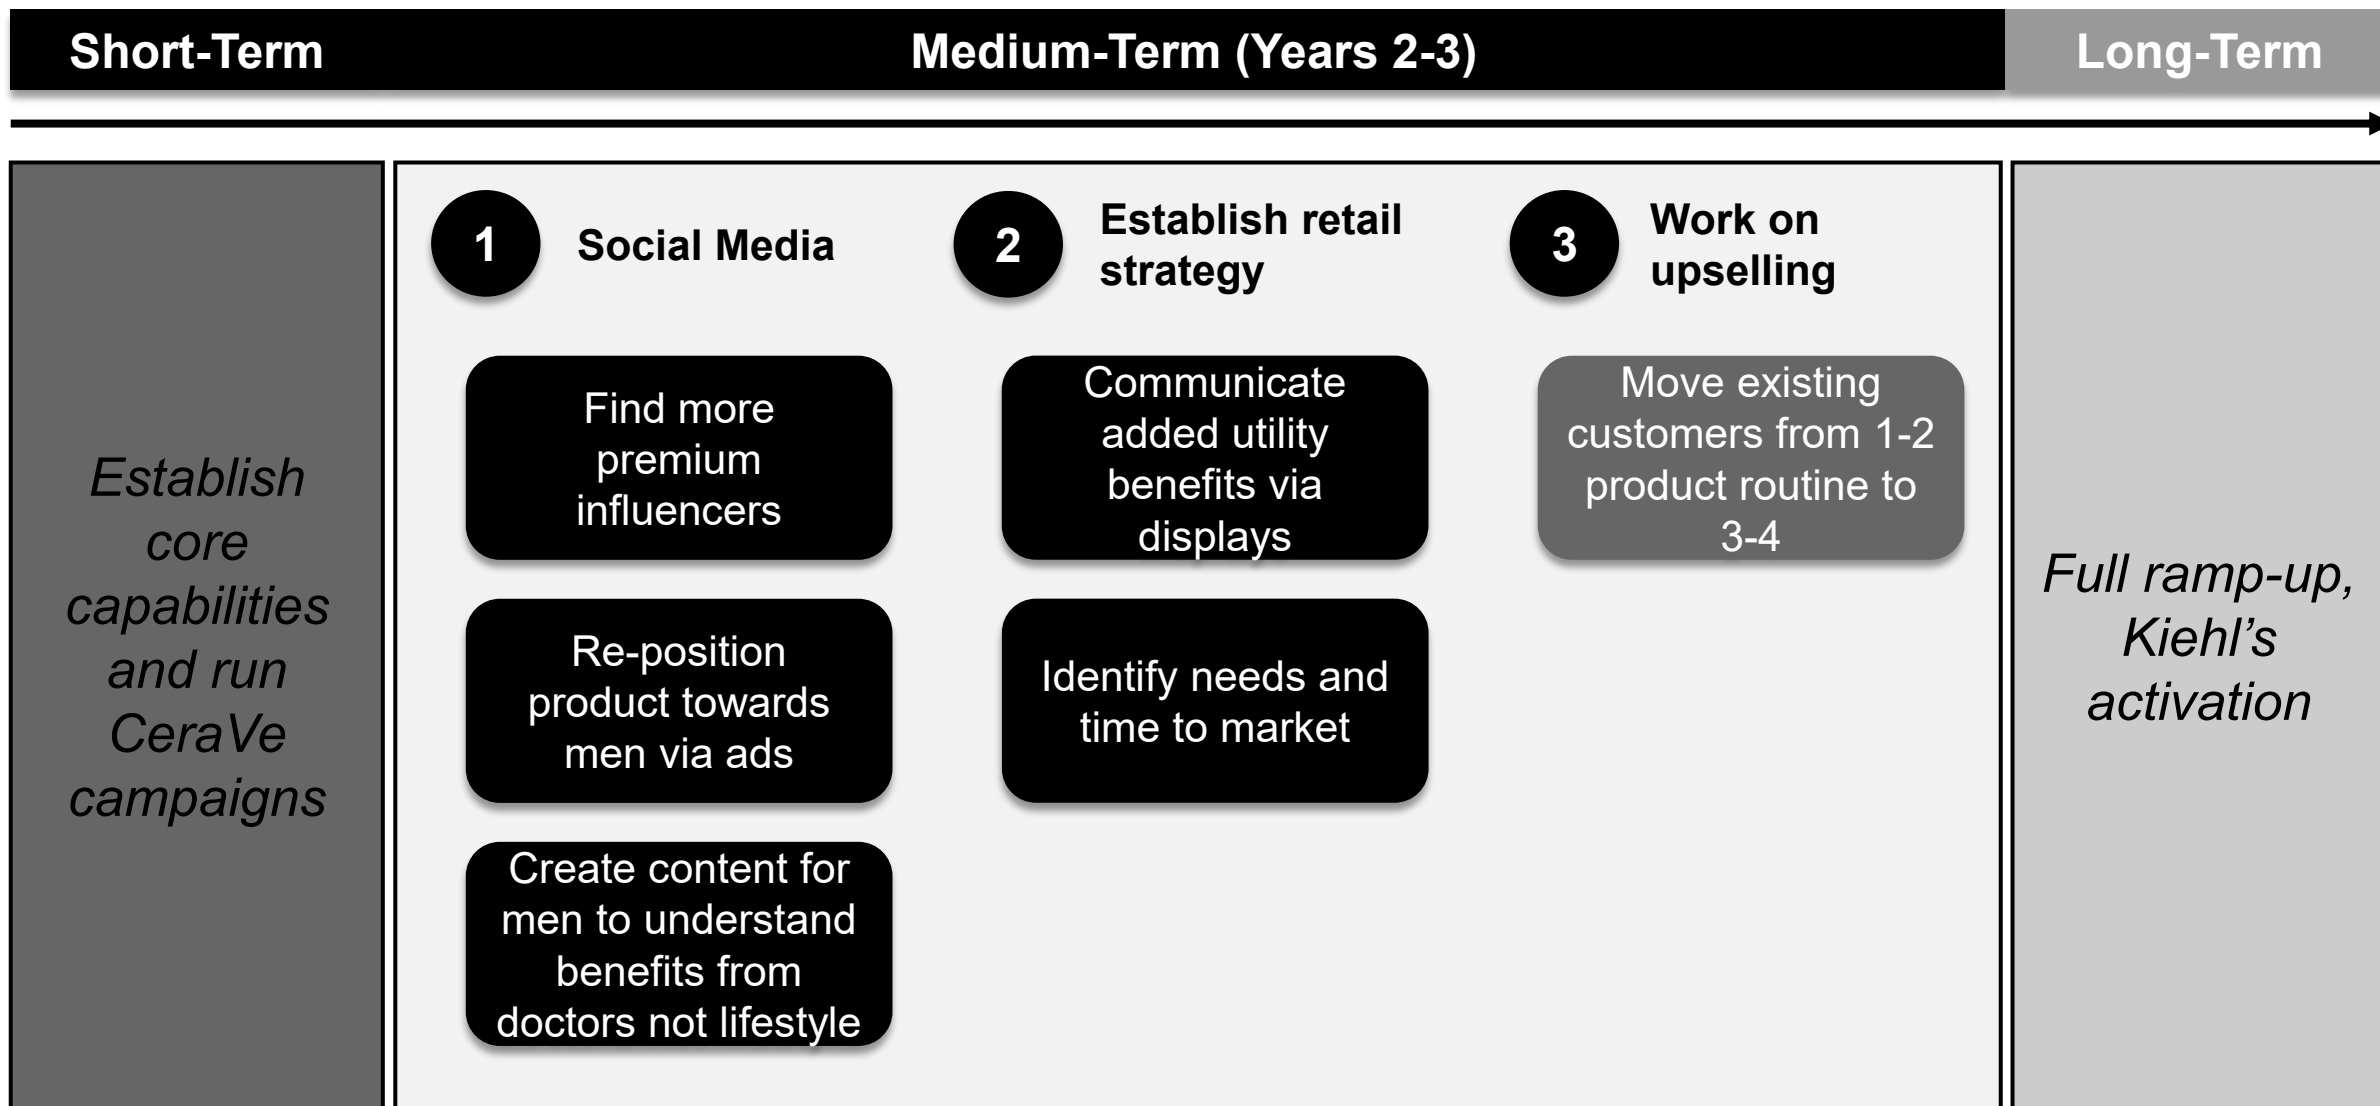 Short-Term
Medium-Term (Years 2-3)
Long-Term
Establish
core
capabilities
and run
CeraVe
campaigns
1
Social Media
Find more
premium
influencers
Re-position
product towards
men via ads
Create content for
men to understand
benefits from
doctors not lifestyle
2
Establish retail
strategy
Communicate
added utility
benefits via
displays
Identify needs and
time to market
3
Work on
upselling
Move existing
customers from 1-2
product routine to
3-4
Full ramp-up,
Kiehl’s
activation